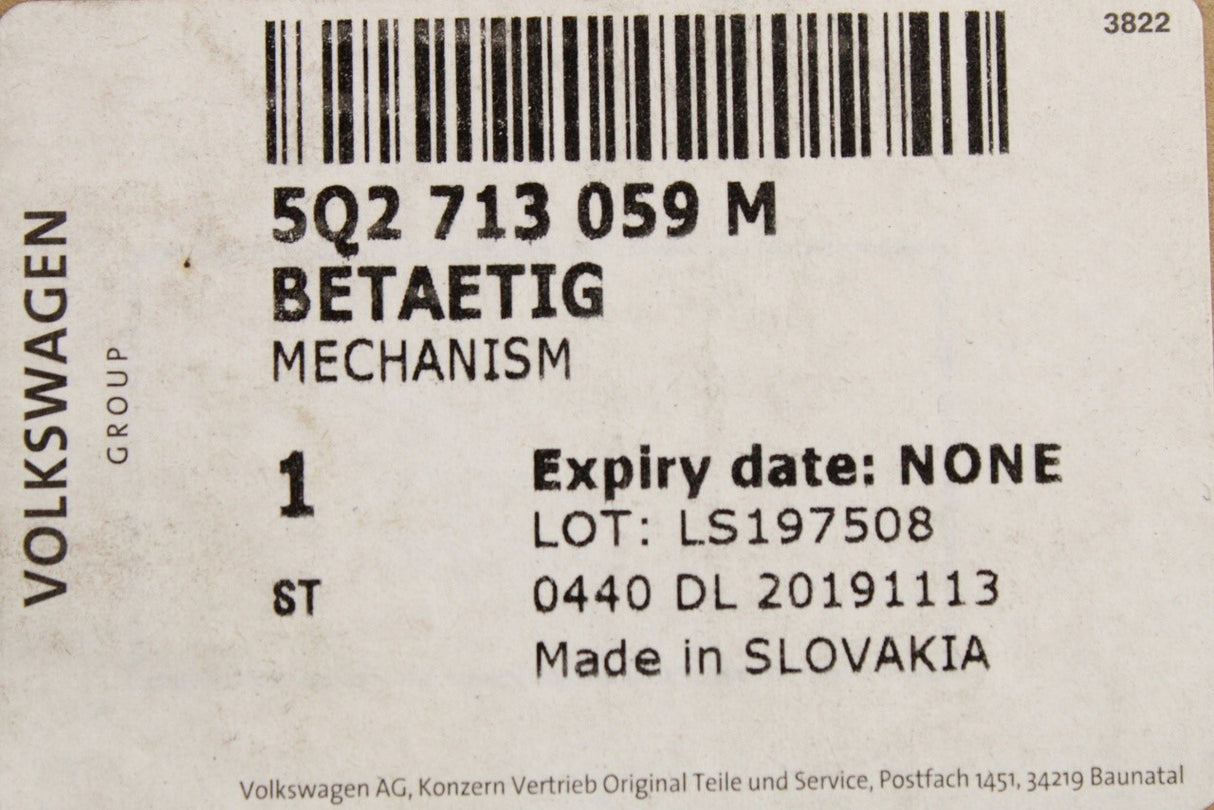 3822
5Q2 713 059 M
BETAETIG
MECHANISM
1
ST
Expiry date: NONE
LOT: LS197508
0440 DL 20191113
Made in SLOVAKIA
VOLKSWAGEN
GROUP
Volkswagen AG, Konzern Vertrieb Original Teile und Service, Postfach 1451, 34219 Baunatal